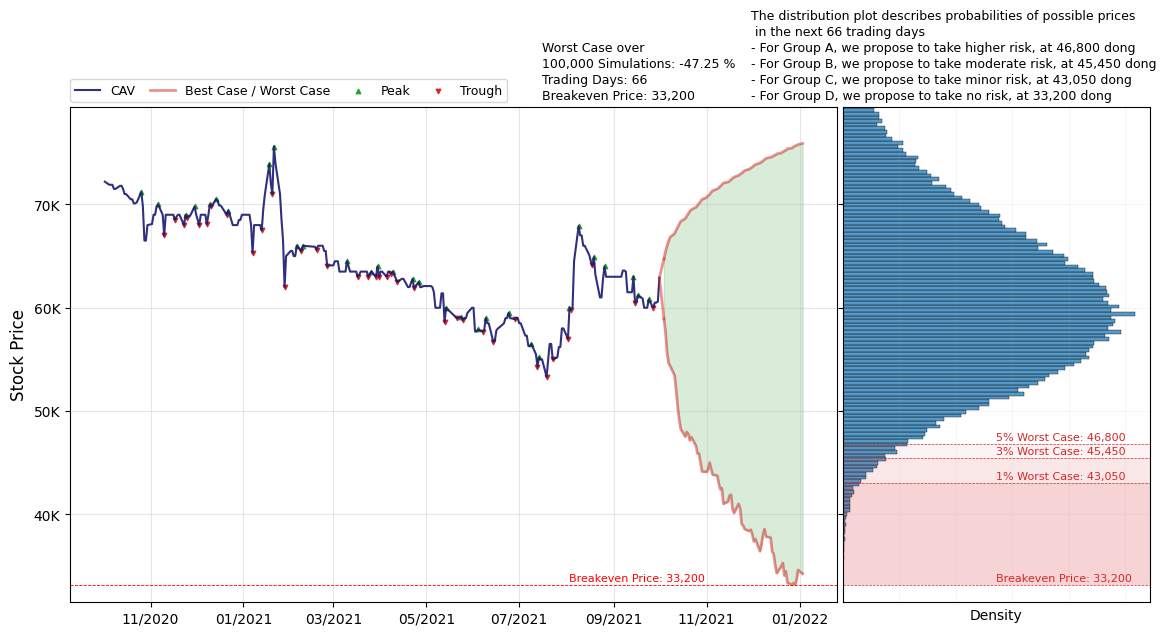 The distribution plot describes probabilities of possible prices
in the next 66 trading days
- For Group A, we propose to take higher risk, at 46,800 dong
- For Group B, we propose to take moderate risk, at 45,450 dong
- For Group C, we propose to take minor risk, at 43,050 dong
- For Group D, we propose to take no risk, at 33,200 dong
Worst Case over
100,000 Simulations: -47.25 %
Trading Days: 66
Breakeven Price: 33,200
CAV
Best Case / Worst Case
Peak
Trough
Stock Price
70K
60K
50K
40K
Breakeven Price: 33,200
11/2020
01/2021
03/2021
05/2021
07/2021
09/2021
11/2021
01/2022
5% Worst Case: 46,800
3% Worst Case: 45,450
1% Worst Case: 43,050
Breakeven Price: 33,200
Density